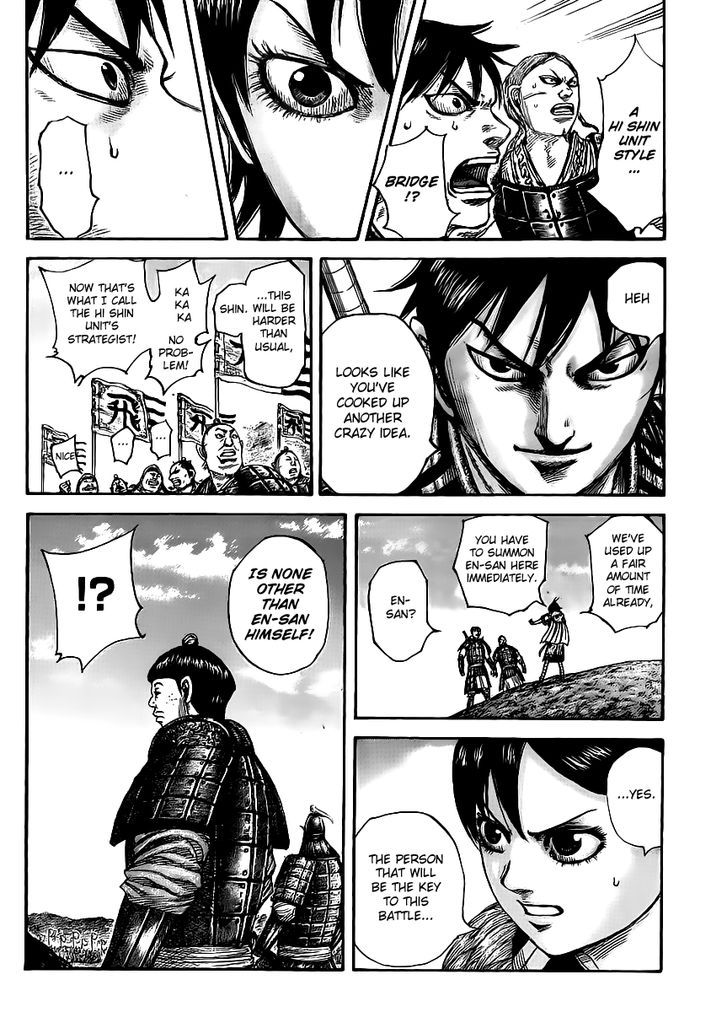 A
HI SHIN
UNIT
STYLE
...
BRIDGE
!?
...
HEH
LOOKS LIKE
YOU'VE
COOKED UP
ANOTHER
CRAZY IDEA.
...THIS
SHIN. WILL BE
HARDER
THAN
USUAL,
KA
KA
KA
NO
PROB-
LEM!
NOW THAT'S
WHAT I CALL
THE HI SHIN
UNIT'S
STRATEGIST!
飛
飛
飛
...
...
NICE
WE'VE
USED UP
A FAIR
AMOUNT
OF TIME
ALREADY,
YOU HAVE
TO SUMMON
EN-SAN HERE
IMMEDIATELY.
EN-
SAN?
...YES.
THE PERSON
THAT WILL
BE THE KEY
TO THIS
BATTLE...
IS NONE
OTHER
THAN
EN-SAN
HIMSELF!
!?